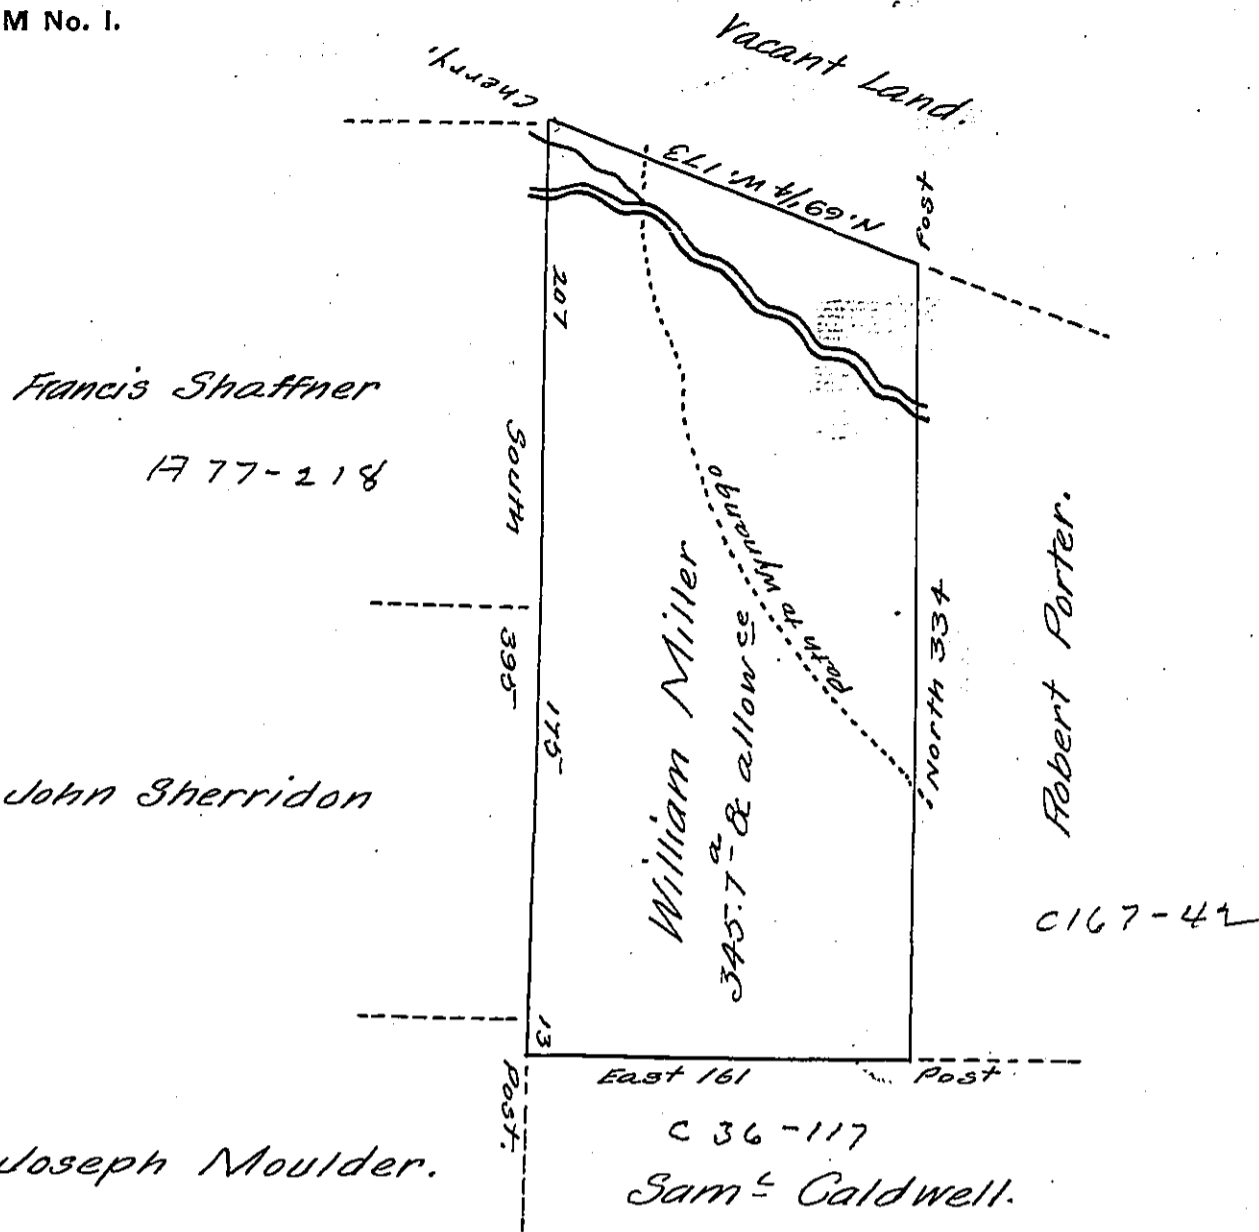 M No. 1.
Vacant Land.
Cherry.
N. 69 1/4 W. 173
Post
207
Francis Shaffner
A 77-218
South
Path to Wynango
William Miller
345.7 a & allowce
North 334
Robert Porter.
395
175
John Sherridon
C167-42
13
Post.
East 161
Post
C 36-117
Joseph Moulder.
Saml Caldwell.